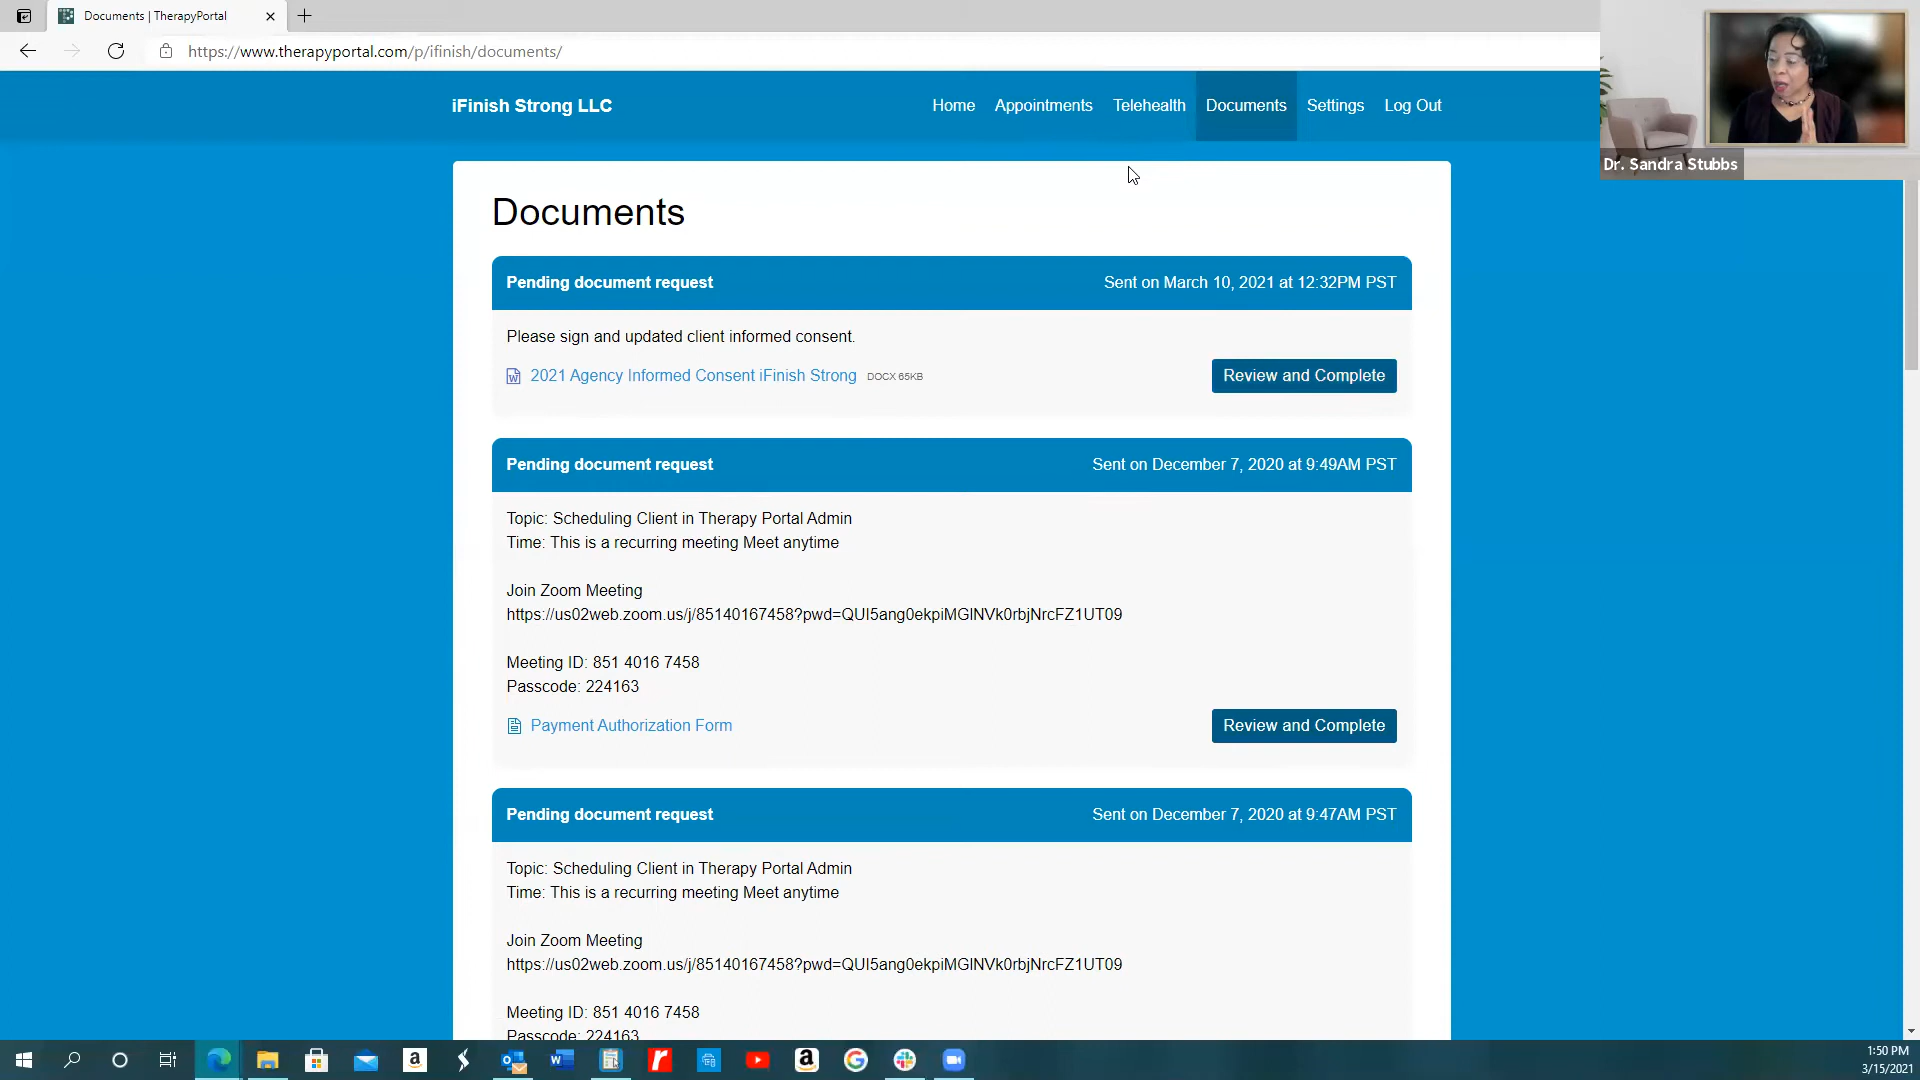 Documents | TherapyPortal
https://www.therapyportal.com/p/ifinish/documents/
iFinish Strong LLC
Home
Appointments
Telehealth
Documents
Settings
Log Out
Dr. Sandra Stubbs
Documents
Pending document request
Sent on March 10, 2021 at 12:32PM PST
Please sign and updated client informed consent.
2021 Agency Informed Consent iFinish Strong DOCX 65KB
Review and Complete
Pending document request
Sent on December 7, 2020 at 9:49AM PST
Topic: Scheduling Client in Therapy Portal Admin
Time: This is a recurring meeting Meet anytime
Join Zoom Meeting
https://us02web.zoom.us/j/85140167458?pwd=QUI5ang0ekpiMGlNVk0rbjNrcFZ1UT09
Meeting ID: 851 4016 7458
Passcode: 224163
Payment Authorization Form
Review and Complete
Pending document request
Sent on December 7, 2020 at 9:47AM PST
Topic: Scheduling Client in Therapy Portal Admin
Time: This is a recurring meeting Meet anytime
Join Zoom Meeting
https://us02web.zoom.us/j/85140167458?pwd=QUI5ang0ekpiMGlNVk0rbjNrcFZ1UT09
Meeting ID: 851 4016 7458
Passcode: 224163
1:50 PM
3/15/2021